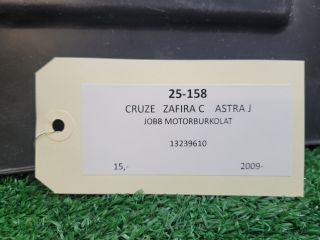 25-158
CRUZE ZAFIRA C ASTRA J
JOBB MOTORBURKOLAT
13239610
15,- 2009-